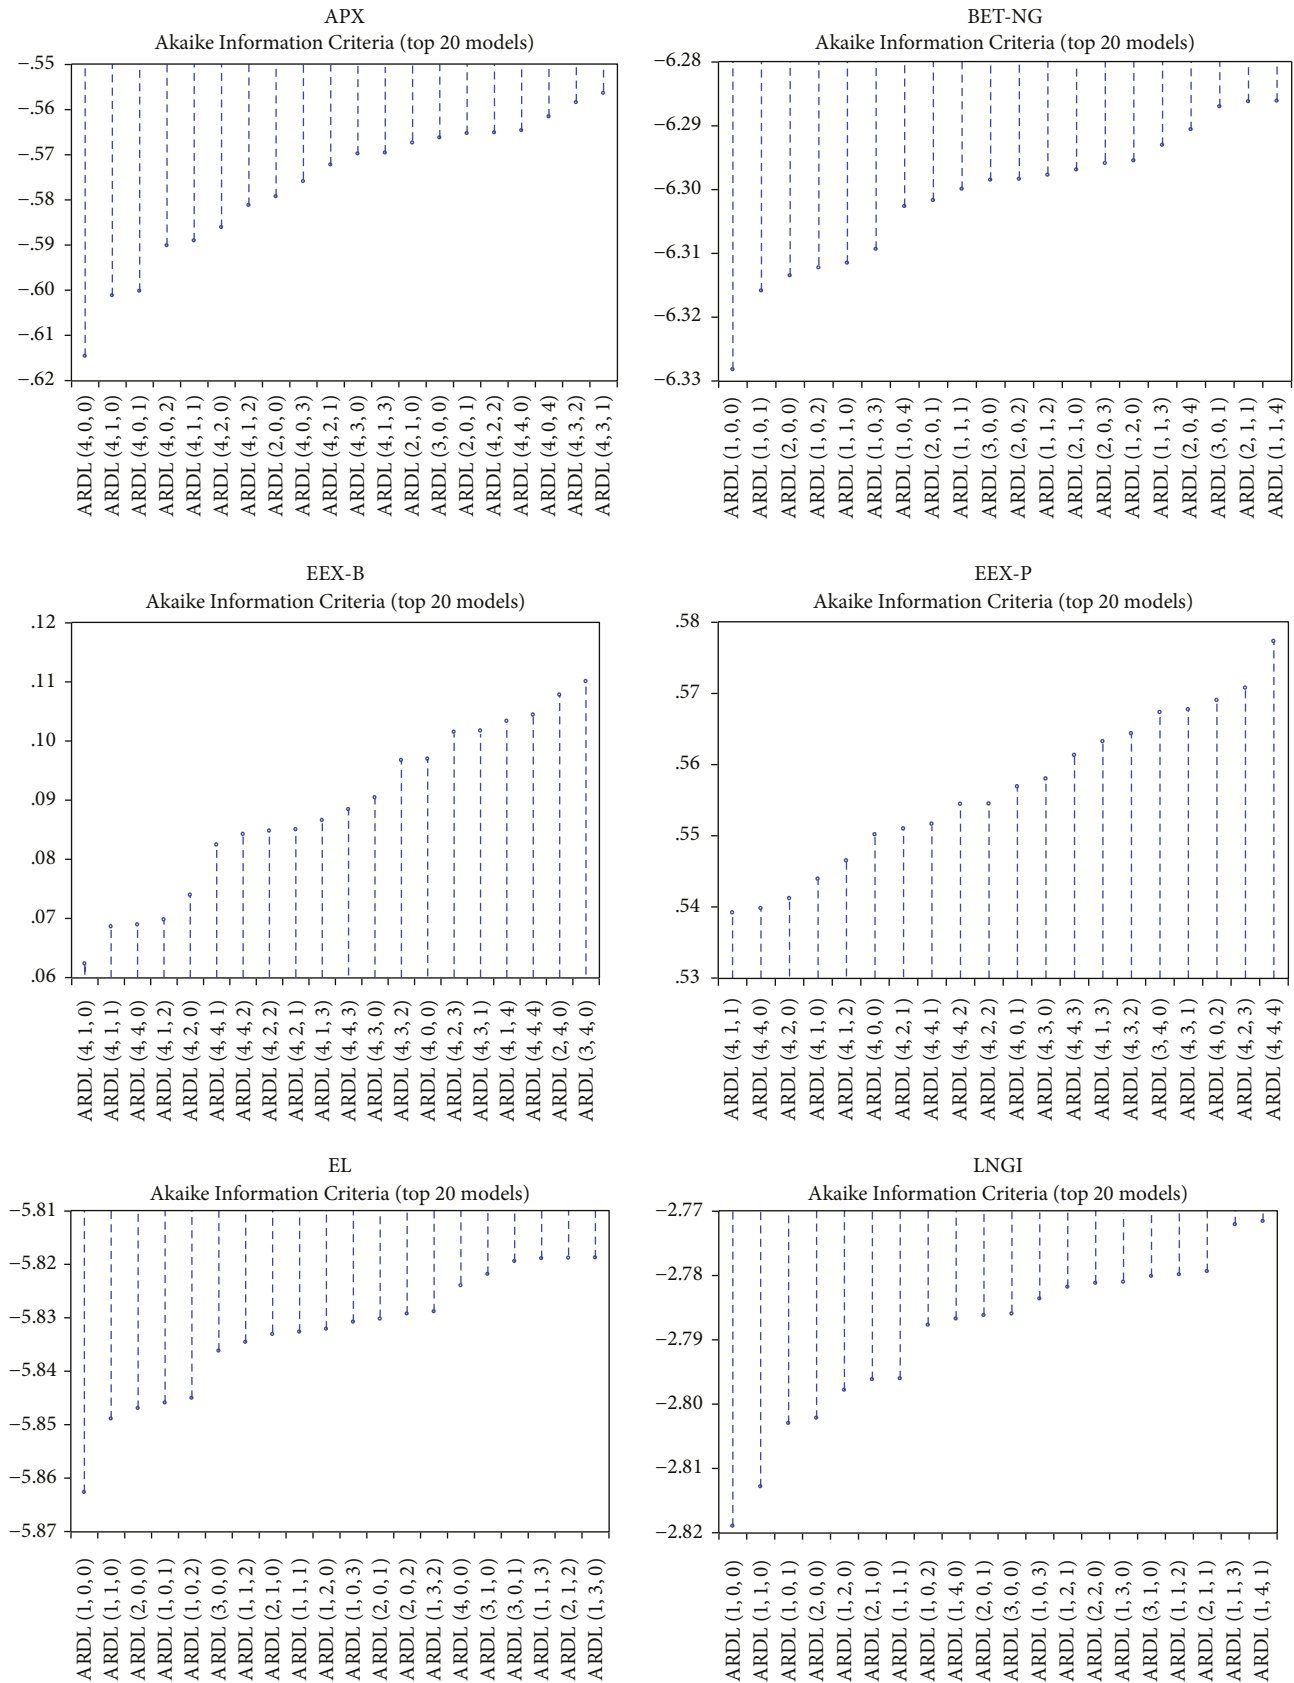 APX
Akaike Information Criteria (top 20 models)
−.55
−.56
−.57
−.58
−.59
−.60
−.61
−.62
ARDL (4, 0, 0)
ARDL (4, 1, 0)
ARDL (4, 0, 1)
ARDL (4, 0, 2)
ARDL (4, 1, 1)
ARDL (4, 2, 0)
ARDL (4, 1, 2)
ARDL (2, 0, 0)
ARDL (4, 0, 3)
ARDL (4, 2, 1)
ARDL (4, 3, 0)
ARDL (4, 1, 3)
ARDL (2, 1, 0)
ARDL (3, 0, 0)
ARDL (2, 0, 1)
ARDL (4, 2, 2)
ARDL (4, 4, 0)
ARDL (4, 0, 4)
ARDL (4, 3, 2)
ARDL (4, 3, 1)
BET-NG
Akaike Information Criteria (top 20 models)
−6.28
−6.29
−6.30
−6.31
−6.32
−6.33
ARDL (1, 0, 0)
ARDL (1, 0, 1)
ARDL (2, 0, 0)
ARDL (1, 0, 2)
ARDL (1, 1, 0)
ARDL (1, 0, 3)
ARDL (1, 0, 4)
ARDL (2, 0, 1)
ARDL (1, 1, 1)
ARDL (3, 0, 0)
ARDL (2, 0, 2)
ARDL (1, 1, 2)
ARDL (2, 1, 0)
ARDL (2, 0, 3)
ARDL (1, 2, 0)
ARDL (1, 1, 3)
ARDL (2, 0, 4)
ARDL (3, 0, 1)
ARDL (2, 1, 1)
ARDL (1, 1, 4)
EEX-B
Akaike Information Criteria (top 20 models)
.12
.11
.10
.09
.08
.07
.06
ARDL (4, 1, 0)
ARDL (4, 1, 1)
ARDL (4, 4, 0)
ARDL (4, 1, 2)
ARDL (4, 2, 0)
ARDL (4, 4, 1)
ARDL (4, 4, 2)
ARDL (4, 2, 2)
ARDL (4, 2, 1)
ARDL (4, 1, 3)
ARDL (4, 4, 3)
ARDL (4, 3, 0)
ARDL (4, 3, 2)
ARDL (4, 0, 0)
ARDL (4, 2, 3)
ARDL (4, 3, 1)
ARDL (4, 1, 4)
ARDL (4, 4, 4)
ARDL (2, 4, 0)
ARDL (3, 4, 0)
EEX-P
Akaike Information Criteria (top 20 models)
.58
.57
.56
.55
.54
.53
ARDL (4, 1, 1)
ARDL (4, 4, 0)
ARDL (4, 2, 0)
ARDL (4, 1, 0)
ARDL (4, 1, 2)
ARDL (4, 0, 0)
ARDL (4, 2, 1)
ARDL (4, 4, 1)
ARDL (4, 4, 2)
ARDL (4, 2, 2)
ARDL (4, 0, 1)
ARDL (4, 3, 0)
ARDL (4, 4, 3)
ARDL (4, 1, 3)
ARDL (4, 3, 2)
ARDL (3, 4, 0)
ARDL (4, 3, 1)
ARDL (4, 0, 2)
ARDL (4, 2, 3)
ARDL (4, 4, 4)
EL
Akaike Information Criteria (top 20 models)
−5.81
−5.82
−5.83
−5.84
−5.85
−5.86
−5.87
ARDL (1, 0, 0)
ARDL (1, 1, 0)
ARDL (2, 0, 0)
ARDL (1, 0, 1)
ARDL (1, 0, 2)
ARDL (3, 0, 0)
ARDL (1, 1, 2)
ARDL (2, 1, 0)
ARDL (1, 1, 1)
ARDL (1, 2, 0)
ARDL (1, 0, 3)
ARDL (2, 0, 1)
ARDL (2, 0, 2)
ARDL (1, 3, 2)
ARDL (4, 0, 0)
ARDL (3, 1, 0)
ARDL (3, 0, 1)
ARDL (1, 1, 3)
ARDL (2, 1, 2)
ARDL (1, 3, 0)
LNGI
Akaike Information Criteria (top 20 models)
−2.77
−2.78
−2.79
−2.80
−2.81
−2.82
ARDL (1, 0, 0)
ARDL (1, 1, 0)
ARDL (1, 0, 1)
ARDL (2, 0, 0)
ARDL (1, 2, 0)
ARDL (2, 1, 0)
ARDL (1, 1, 1)
ARDL (1, 0, 2)
ARDL (1, 4, 0)
ARDL (2, 0, 1)
ARDL (3, 0, 0)
ARDL (1, 0, 3)
ARDL (1, 2, 1)
ARDL (2, 2, 0)
ARDL (1, 3, 0)
ARDL (3, 1, 0)
ARDL (1, 1, 2)
ARDL (2, 1, 1)
ARDL (1, 1, 3)
ARDL (1, 4, 1)